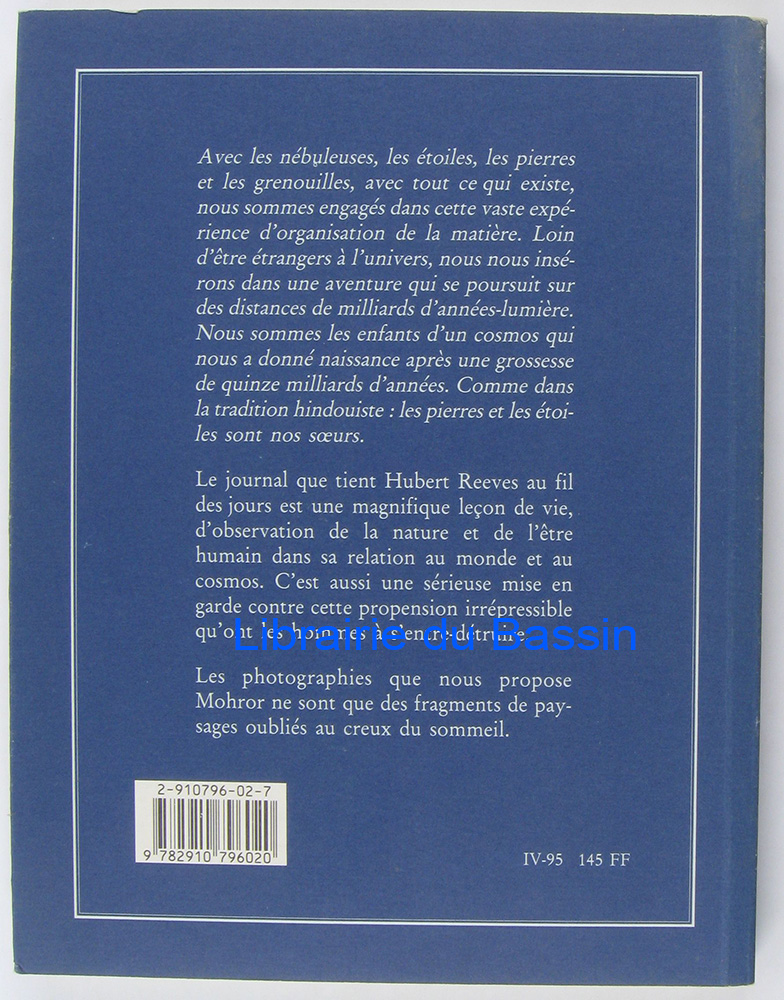 Avec les nébuleuses, les étoiles, les pierres
et les grenouilles, avec tout ce qui existe,
nous sommes engagés dans cette vaste expé-
rience d'organisation de la matière. Loin
d'être étrangers à l'univers, nous nous insé-
rons dans une aventure qui se poursuit sur
des distances de milliards d'années-lumière.
Nous sommes les enfants d'un cosmos qui
nous a donné naissance après une grossesse
de quinze milliards d'années. Comme dans
la tradition hindouiste : les pierres et les étoi-
les sont nos sœurs.
Le journal que tient Hubert Reeves au fil
des jours est une magnifique leçon de vie,
d'observation de la nature et de l'être
humain dans sa relation au monde et au
cosmos. C'est aussi une sérieuse mise en
garde contre cette propension irrépressible
qu'ont les hommes à s'entre-détruire.
Librairie du Bassin
Les photographies que nous propose
Mohror ne sont que des fragments de pay-
sages oubliés au creux du sommeil.
2-910796-02-7
9 782910 796020
IV-95 145 FF